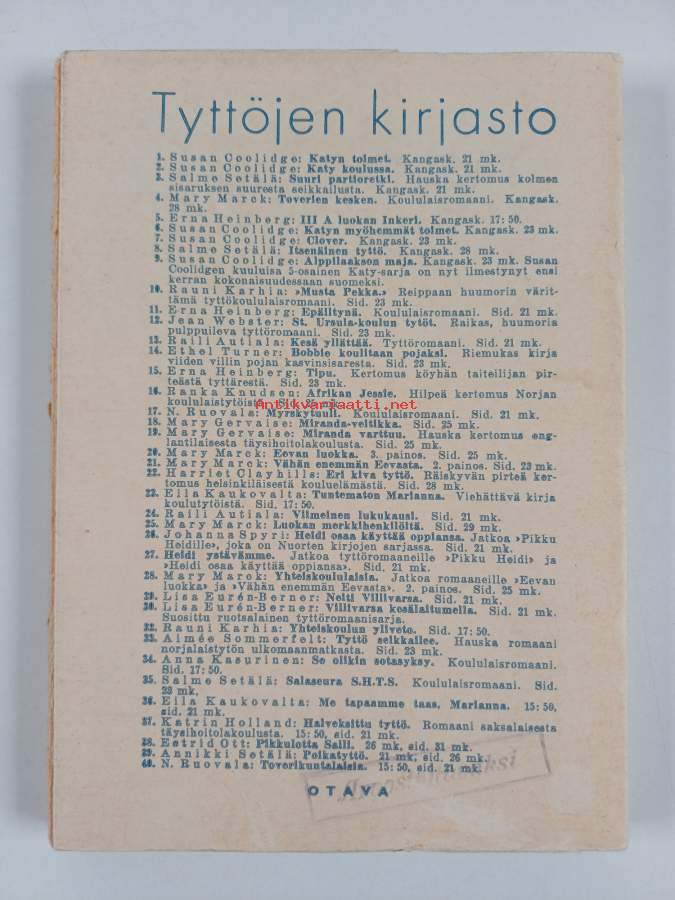 Tyttöjen kirjasto
1. Susan Coolidge: Katyn toimet. Kangask. 21 mk.
2. Susan Coolidge: Katy koulussa. Kangask. 21 mk.
3. Salme Setälä: Suuri partioretki. Hauska kertomus kolmen
sisaruksen suuresta seikkailusta. Kangask. 21 mk.
4. Mary Marck: Toverien kesken. Koululaisromaani. Kangask.
28 mk.
5. Erna Heinberg: III A luokan Inkeri. Kangask. 17:50.
6. Susan Coolidge: Katyn myöhemmät toimet. Kangask. 23 mk.
7. Susan Coolidge: Clover. Kangask. 23 mk.
8. Salme Setälä: Itsenäinen tyttö. Kangask. 28 mk.
9. Susan Coolidge: Alppilaakson maja. Kangask. 23 mk. Susan
Coolidgen kuuluisa 5-osainen Katy-sarja on nyt ilmestynyt ensi
kerran kokonaisuudessaan suomeksi.
10. Rauni Karhia: »Musta Pekka.» Reippaan huumorin värit-
tämä tyttökoululaisromaani. Sid. 23 mk.
11. Erna Heinberg: Epäiltynä. Koululaisromaani. Sid. 21 mk.
12. Jean Webster: St. Ursula-koulun tytöt. Raikas, huumoria
pulppuileva tyttöromaani. Sid. 23 mk.
13. Raili Autiala: Kesä yllättää. Tyttöromaani. Sid. 21 mk.
14. Ethel Turner: Bobbie koulitaan pojaksi. Riemukas kirja
viiden villin pojan kasvinsisaresta. Sid. 23 mk.
15. Erna Heinberg: Tipu. Kertomus köyhän taiteilijan pir-
teästä tyttärestä. Sid. 23 mk.
16. Ranka Knudsen: Afrikan Jessie. Hilpeä kertomus Norjan
koululaistytöistä. Sid. 25 mk.
Antikvariaatti.net
17. N. Ruovala: Myrskytuuli. Koululaisromaani. Sid. 21 mk.
18. Mary Gervaise: Miranda-veitikka. Sid. 25 mk.
19. Mary Gervaise: Miranda varttuu. Hauska kertomus eng-
lantilaisesta täysihoitolakoulusta. Sid. 25 mk.
20. Mary Marck: Eevan luokka. 3. painos. Sid. 25 mk.
21. Mary Marck: Vähän enemmän Eevasta. 2. painos. Sid. 23 mk.
22. Harriet Clayhills: Eri kiva tyttö. Räiskyvän pirteä ker-
tomus helsinkiläisestä kouluelämästä. Sid. 28 mk.
23. Eila Kaukovalta: Tuntematon Marianna. Viehättävä kirja
koulutytöistä. Sid. 17:50.
24. Raili Autiala: Viimeinen lukukausi. Sid. 21 mk.
25. Mary Marck: Luokan merkkihenkilöitä. Sid. 29 mk.
26. Johanna Spyri: Heidi osaa käyttää oppiansa. Jatkoa »Pikku
Heidille», joka on Nuorten kirjojen sarjassa. Sid. 21 mk.
27. Heidi ystävämme. Jatkoa tyttöromaaneille »Pikku Heidi» ja
»Heidi osaa käyttää oppiansa». Sid. 21 mk.
28. Mary Marck: Yhteiskoululaisia. Jatkoa romaaneille »Eevan
luokka» ja »Vähän enemmän Eevasta». 2. painos. Sid. 25 mk.
29. Lisa Eurén-Berner: Neiti Villivarsa. Sid. 21 mk.
30. Lisa Eurén-Berner: Villivarsa kesälaitumella. Sid. 21 mk.
Suosittu ruotsalainen tyttöromaanisarja.
32. Rauni Karhia: Yhteiskoulun ylivoto. Sid. 17:50.
33. Aimée Sommerfelt: Tyttö seikkailee. Hauska romaani
norjalaistytön ulkomaanmatkasta. Sid. 23 mk.
34. Anna Kasurinen: Se olikin sotasyksy. Koululaisromaani.
Sid. 17:50.
35. Salme Setälä: Salaseura S.H.T.S. Koululaisromaani. Sid.
23 mk.
36. Eila Kaukovalta: Me tapaamme taas, Marianna. 15:50,
sid. 21 mk.
37. Katrin Holland: Halveksittu tyttö. Romaani saksalaisesta
täysihoitolakoulusta. 15:50, sid. 21 mk.
38. Estrid Ott: Pikkulotta Salli. 26 mk, sid. 31 mk.
39. Annikki Setälä: Poikatyttö. 21 mk, sid. 26 mk.
40. N. Ruovala: Toverikuntalaisia. 15:50, sid. 21 mk.
Arvosteltavaksi
OTAVA